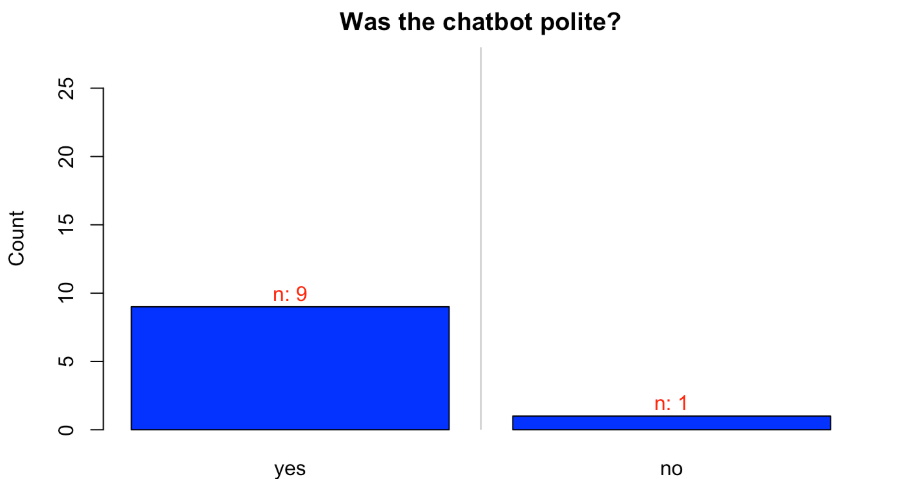 Was the chatbot polite?
Count
25
20
15
10
5
0
n: 9
n: 1
yes
no